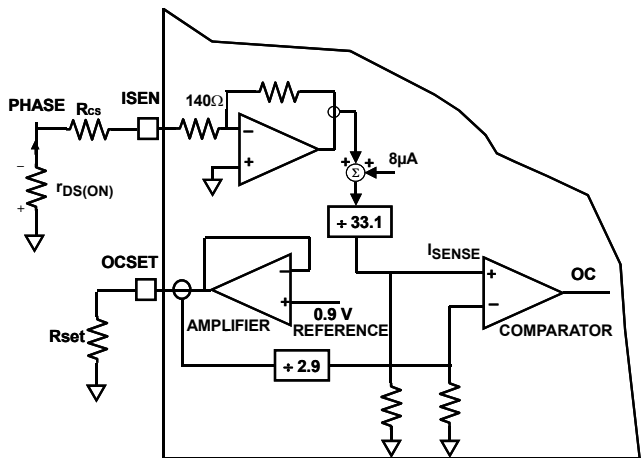 PHASE
Rcs
ISEN
140Ω
−
+
−
+
rDS(ON)
+
+
Σ
8µA
÷ 33.1
ISENSE
OCSET
−
+
AMPLIFIER
0.9 V
REFERENCE
+
−
OC
COMPARATOR
Rset
÷ 2.9